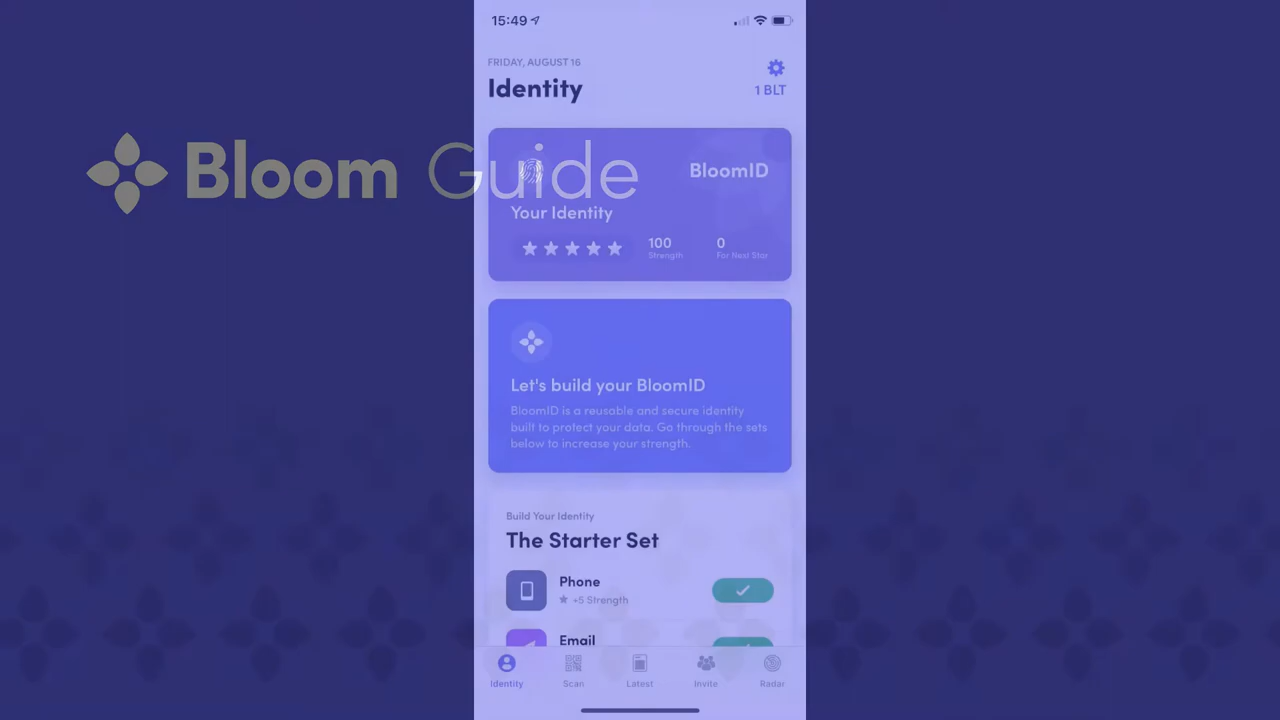 15:49
FRIDAY, AUGUST 16
Identity
1 BLT
Bloom Guide
BloomID
Your Identity
100
Strength
0
For Next Star
Let's build your BloomID
BloomID is a reusable and secure identity
built to protect your data. Go through the sets
below to increase your strength.
Build Your Identity
The Starter Set
Phone
+5 Strength
Email
Identity
Scan
Latest
Invite
Radar